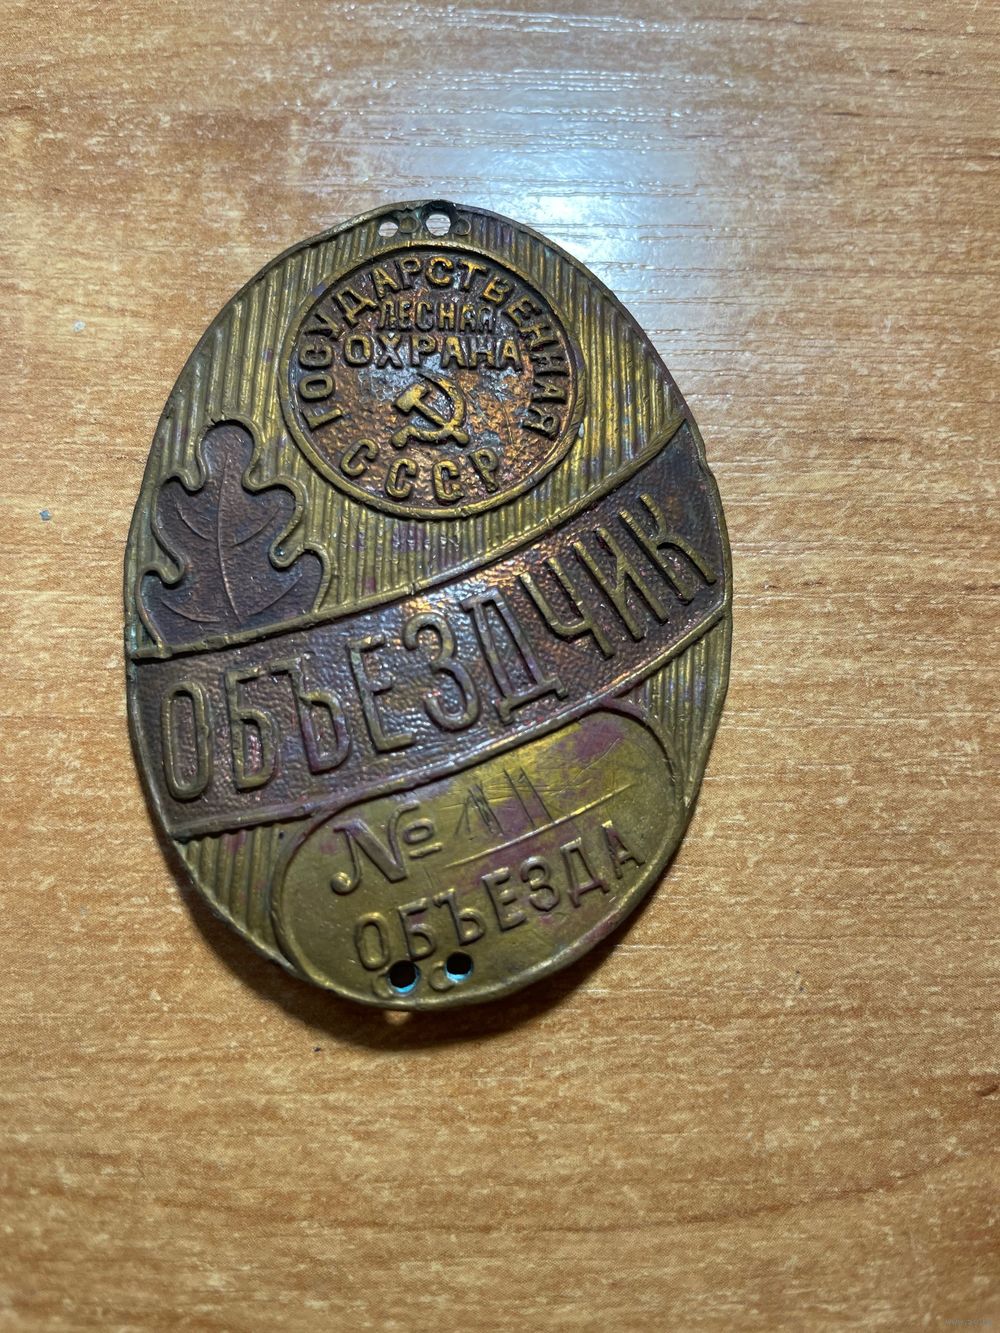 ГОСУДАРСТВЕННАЯ
ЛЕСНАЯ
ОХРАНА
СССР
ОБЪЕЗДЧИК
№
ОБЪЕЗДА